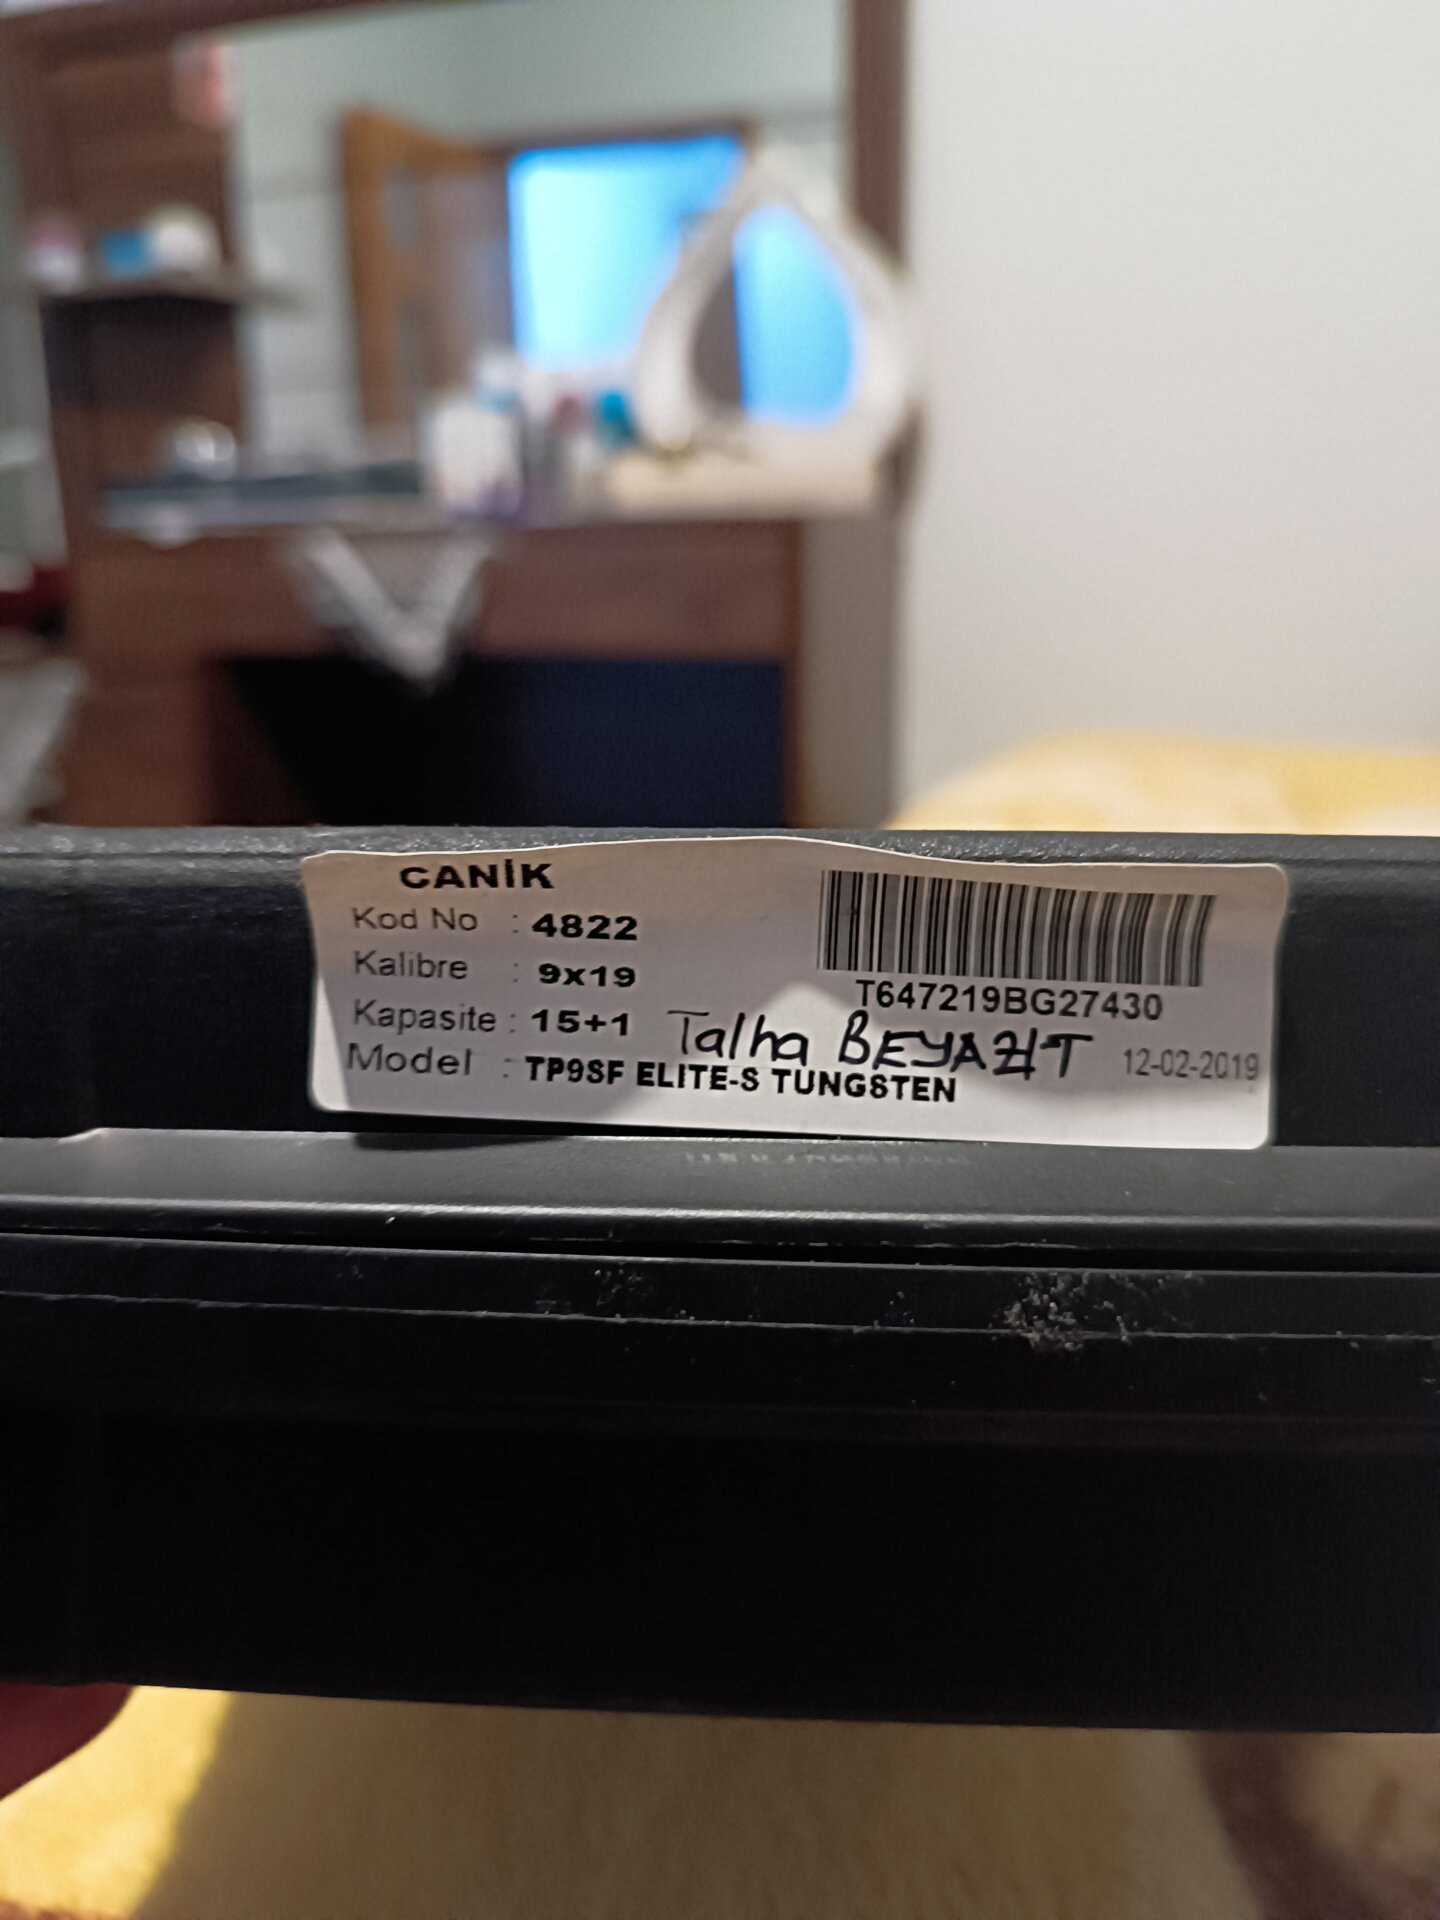 CANİK
Kod No : 4822
Kalibre : 9x19
Kapasite : 15+1
Model : TP9SF ELITE-S TUNGSTEN
T647219BG27430
Talha BEYAZIT
12-02-2019